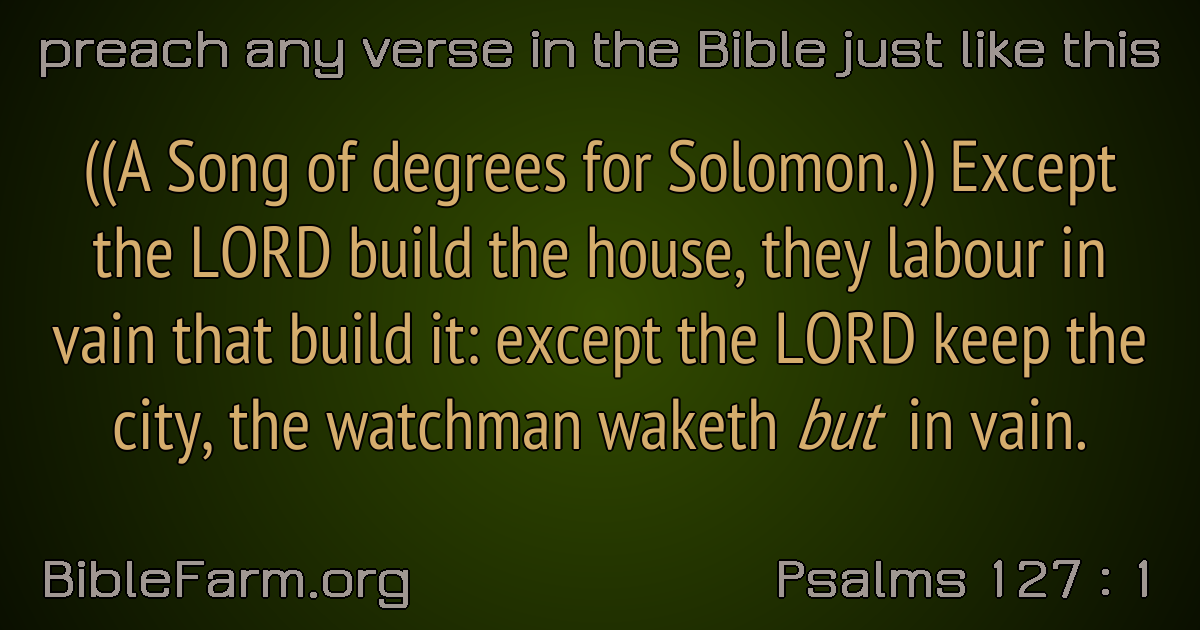 preach any verse in the Bible just like this
((A Song of degrees for Solomon.)) Except
the LORD build the house, they labour in
vain that build it: except the LORD keep the
city, the watchman waketh but in vain.
BibleFarm.org
Psalms 127 : 1